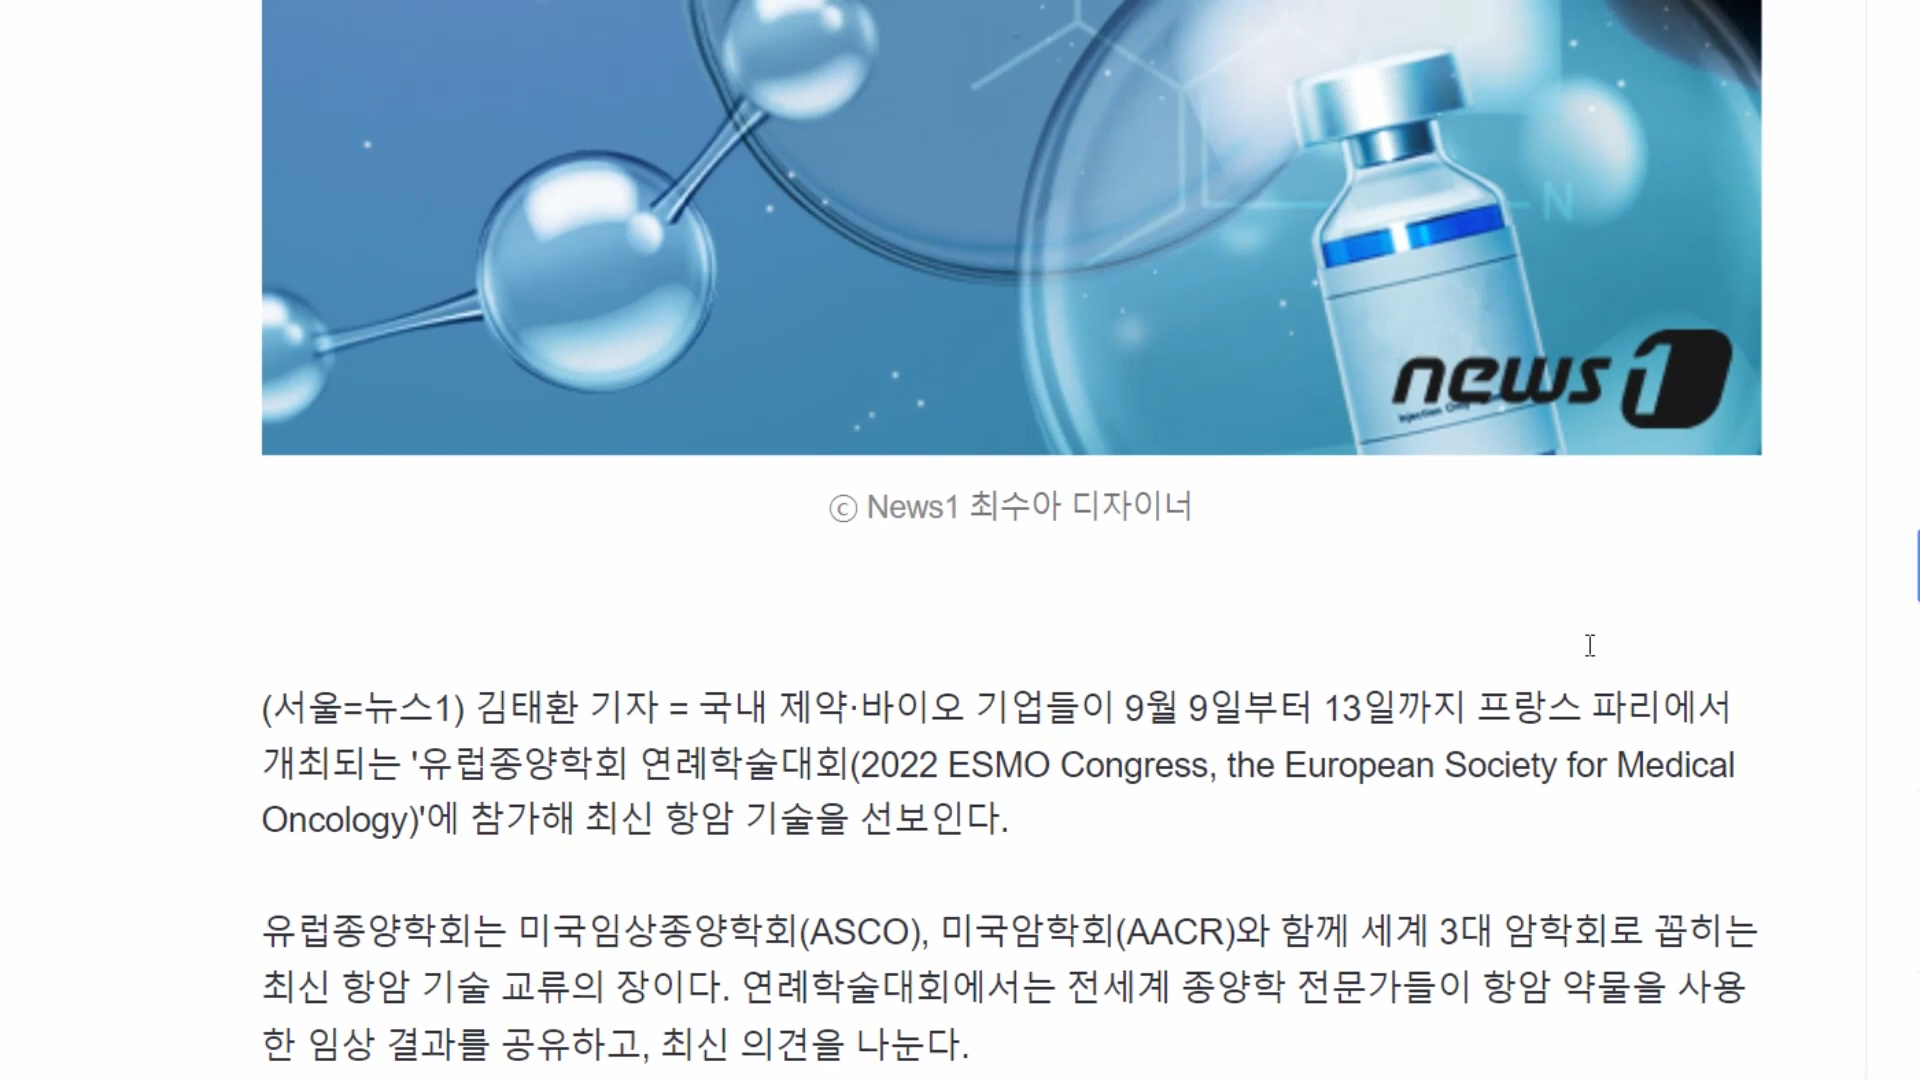 N
news1
Injection Only
ⓒ News1 최수아 디자이너
(서울=뉴스1) 김태환 기자 = 국내 제약·바이오 기업들이 9월 9일부터 13일까지 프랑스 파리에서
개최되는 '유럽종양학회 연례학술대회(2022 ESMO Congress, the European Society for Medical
Oncology)'에 참가해 최신 항암 기술을 선보인다.
유럽종양학회는 미국임상종양학회(ASCO), 미국암학회(AACR)와 함께 세계 3대 암학회로 꼽히는
최신 항암 기술 교류의 장이다. 연례학술대회에서는 전세계 종양학 전문가들이 항암 약물을 사용
한 임상 결과를 공유하고, 최신 의견을 나눈다.